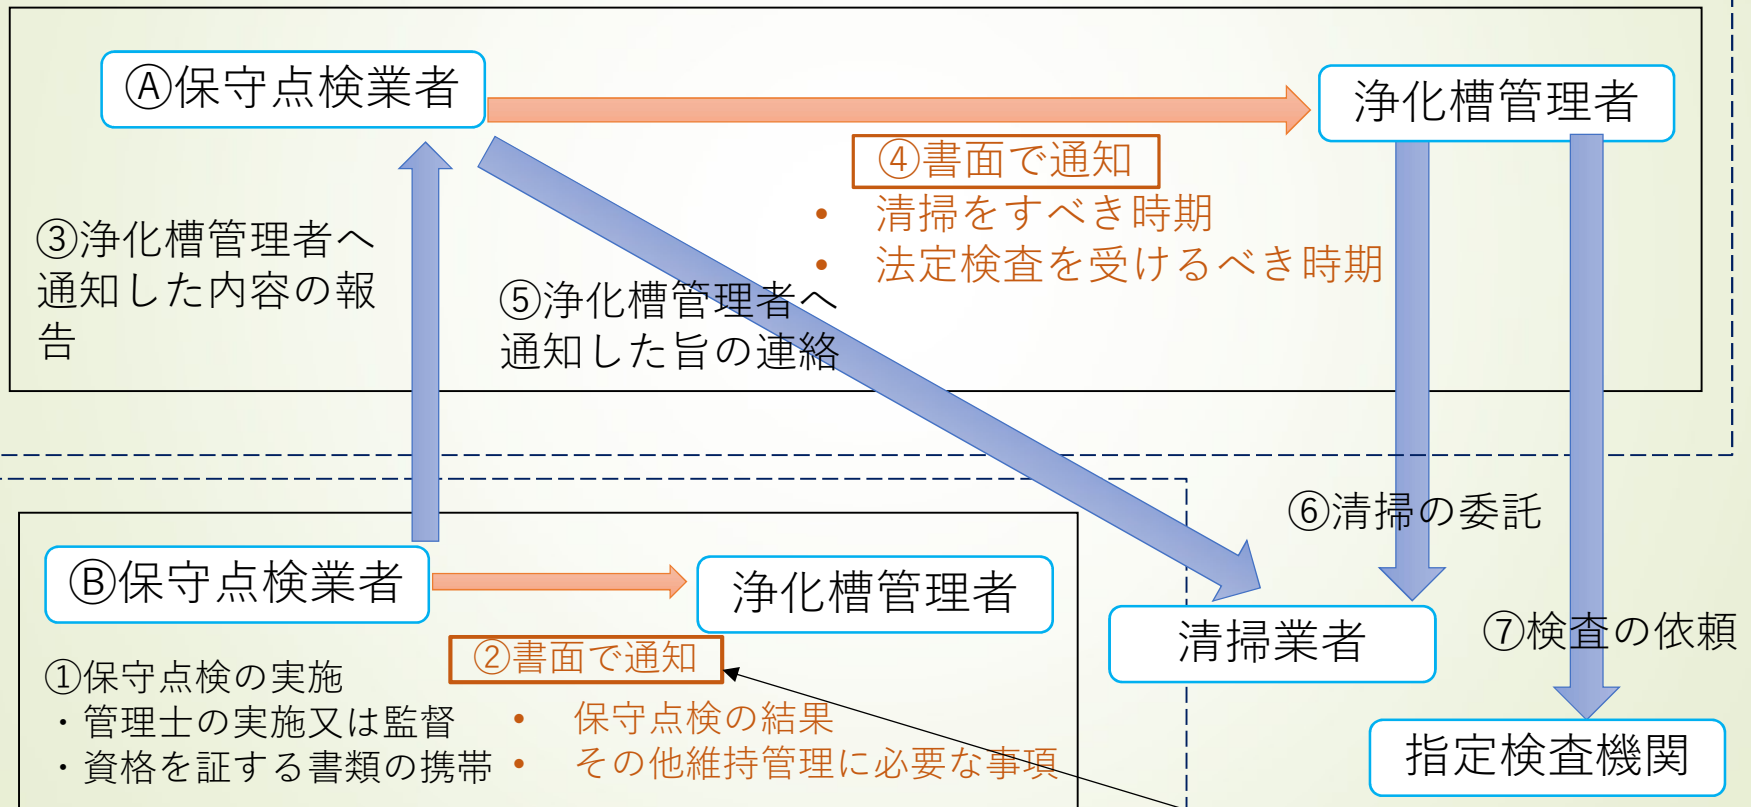 Ⓐ保守点検業者
浄化槽管理者
④書面で通知
• 清掃をすべき時期
• 法定検査を受けるべき時期
③浄化槽管理者へ
通知した内容の報
告
⑤浄化槽管理者へ
通知した旨の連絡
⑥清掃の委託
Ⓑ保守点検業者
浄化槽管理者
②書面で通知
①保守点検の実施
・管理士の実施又は監督
・資格を証する書類の携帯
• 保守点検の結果
• その他維持管理に必要な事項
清掃業者
⑦検査の依頼
指定検査機関